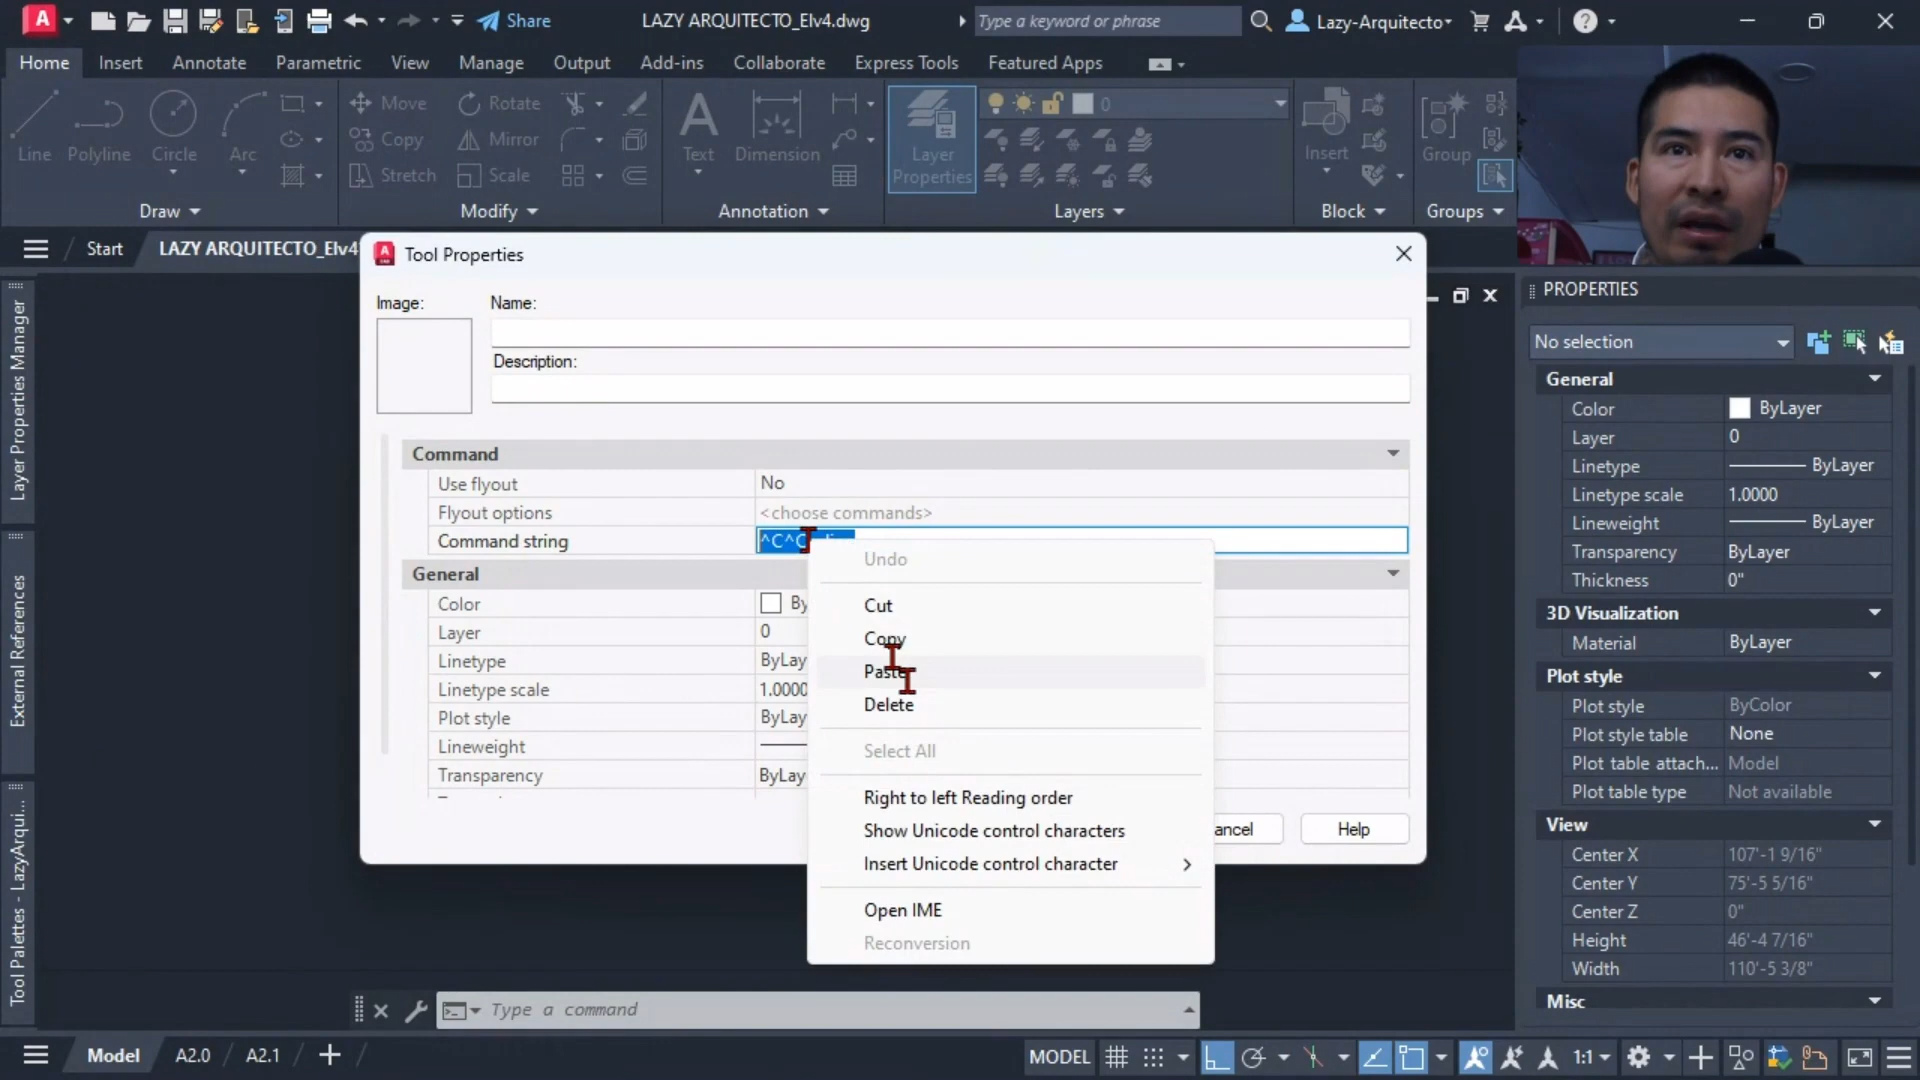 A
Share
LAZY ARQUITECTO_Elv4.dwg
Type a keyword or phrase
Lazy-Arquitecto
Home
Insert
Annotate
Parametric
View
Manage
Output
Add-ins
Collaborate
Express Tools
Featured Apps
Line
Polyline
Circle
Arc
Move
Rotate
Copy
Mirror
Stretch
Scale
Text
Dimension
Layer
Properties
0
Insert
Group
Draw
Modify
Annotation
Layers
Block
Groups
Start
LAZY ARQUITECTO_Elv4
Tool Properties
Image:
Name:
Description:
Command
Use flyout
No
Flyout options
<choose commands>
Command string
^C^C
General
Color
By
Layer
0
Linetype
ByLay
Linetype scale
1.0000
Plot style
ByLay
Lineweight
Transparency
ByLay
ancel
Help
Undo
Cut
Copy
Paste
Delete
Select All
Right to left Reading order
Show Unicode control characters
Insert Unicode control character
Open IME
Reconversion
Layer Properties Manager
External References
Tool Palettes - LazyArqui...
PROPERTIES
No selection
General
Color
ByLayer
Layer
0
Linetype
ByLayer
Linetype scale
1.0000
Lineweight
ByLayer
Transparency
ByLayer
Thickness
0"
3D Visualization
Material
ByLayer
Plot style
Plot style
ByColor
Plot style table
None
Plot table attach...
Model
Plot table type
Not available
View
Center X
107'-1 9/16"
Center Y
75'-5 5/16"
Center Z
0"
Height
46'-4 7/16"
Width
110'-5 3/8"
Misc
Type a command
Model
A2.0
A2.1
MODEL
1:1